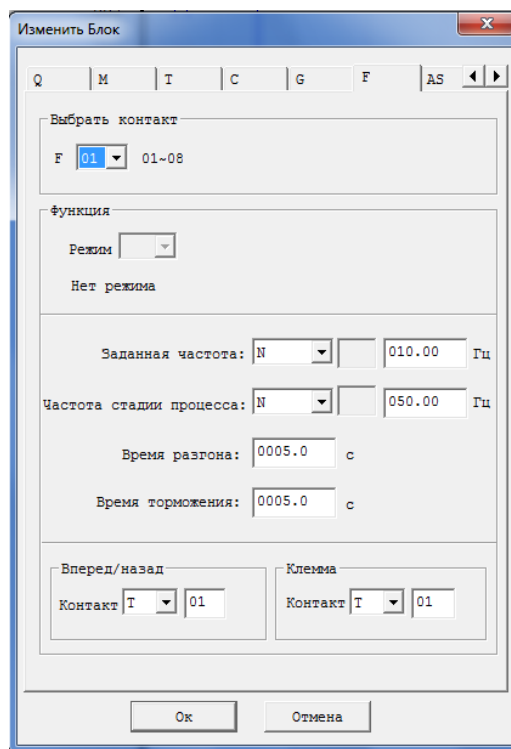 Изменить Блок
Q M T C G F AS
Выбрать контакт
F 01 01~08
Функция
Режим
Нет режима
Заданная частота: N 010.00 Гц
Частота стадии процесса: N 050.00 Гц
Время разгона: 0005.0 с
Время торможения: 0005.0 с
Вперед/назад Клемма
Контакт T 01 Контакт T 01
Ок Отмена